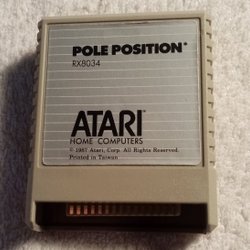 POLE POSITION®
RX8034
ATARI®
HOME COMPUTERS
© 1987 Atari, Corp. All Rights Reserved.
Printed in Taiwan